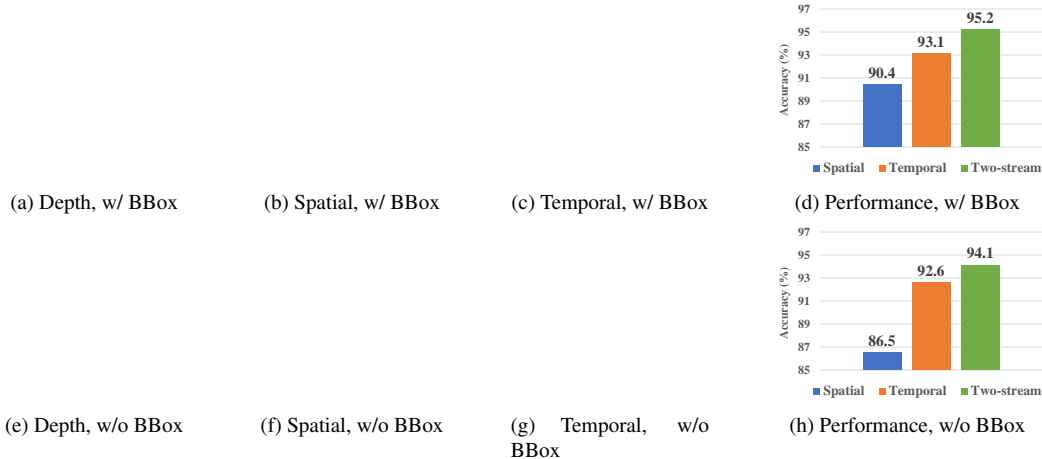 97
95
93
91
89
87
85
Accuracy (%)
90.4
93.1
95.2
Spatial Temporal Two-stream
(a) Depth, w/ BBox (b) Spatial, w/ BBox (c) Temporal, w/ BBox (d) Performance, w/ BBox
97
95
93
91
89
87
85
Accuracy (%)
86.5
92.6
94.1
Spatial Temporal Two-stream
(e) Depth, w/o BBox (f) Spatial, w/o BBox (g) Temporal, w/o (h) Performance, w/o BBox
BBox